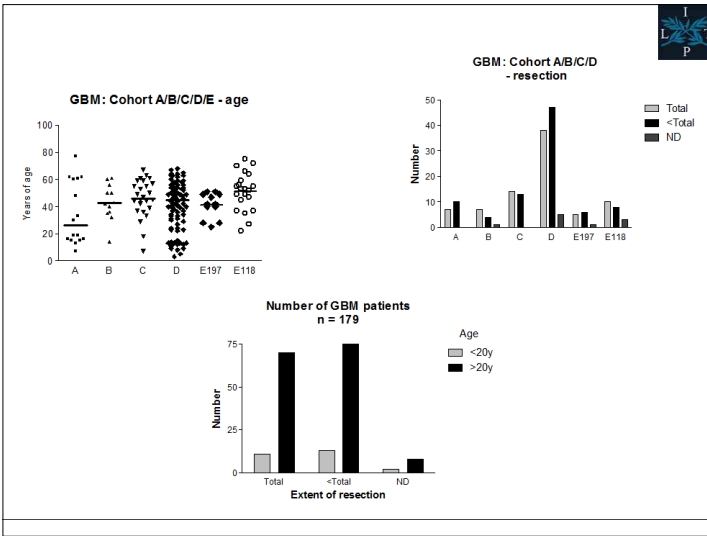 I
L T
P
GBM: Cohort A/B/C/D
- resection
50
40
30
20
10
0
Number
A B C D E197 E118
Total
<Total
ND
GBM: Cohort A/B/C/D/E - age
100
80
60
40
20
0
Years of age
A B C D E197 E118
Number of GBM patients
n = 179
75
50
25
0
Number
Total <Total ND
Extent of resection
Age
<20y
>20y